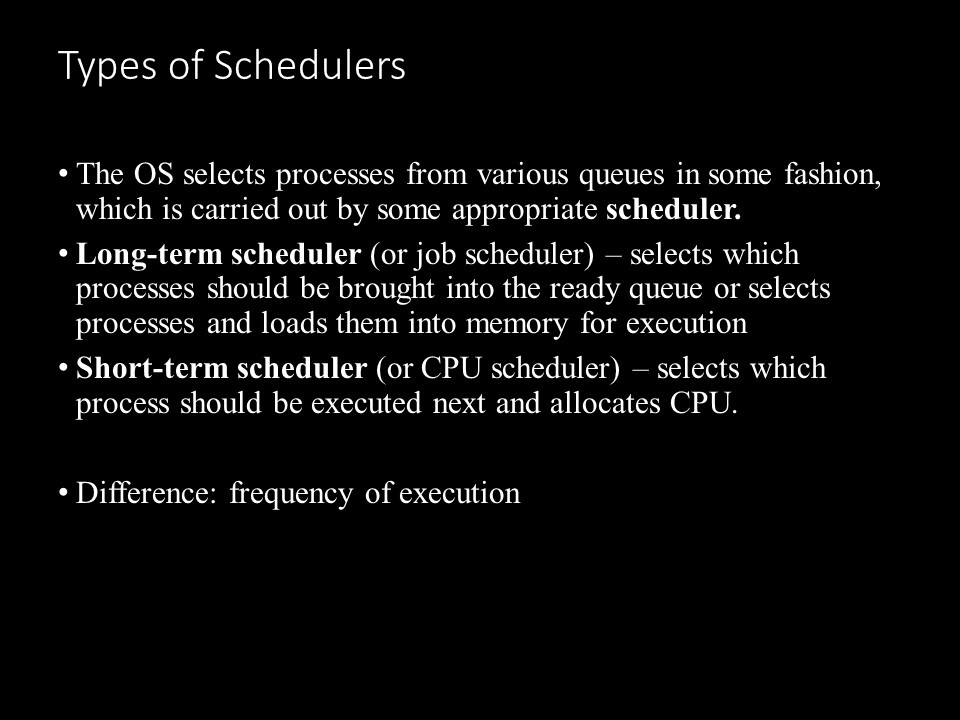 Types of Schedulers
• The OS selects processes from various queues in some fashion,
which is carried out by some appropriate scheduler.
• Long-term scheduler (or job scheduler) – selects which
processes should be brought into the ready queue or selects
processes and loads them into memory for execution
• Short-term scheduler (or CPU scheduler) – selects which
process should be executed next and allocates CPU.
• Difference: frequency of execution